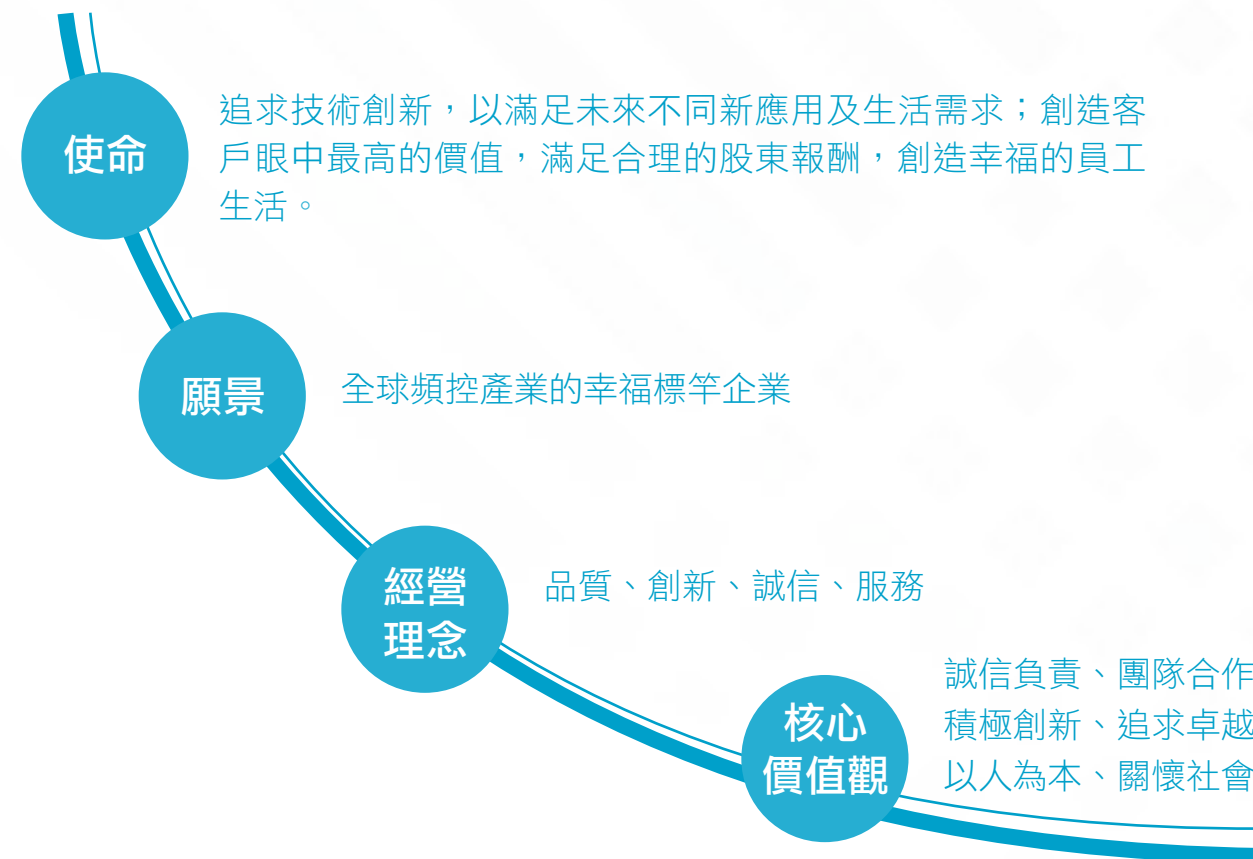 使命
追求技術創新，以滿足未來不同新應用及生活需求；創造客
戶眼中最高的價值，滿足合理的股東報酬，創造幸福的員工
生活。
願景
全球頻控產業的幸福標竿企業
經營
理念
品質、創新、誠信、服務
核心
價值觀
誠信負責、團隊合作
積極創新、追求卓越
以人為本、關懷社會